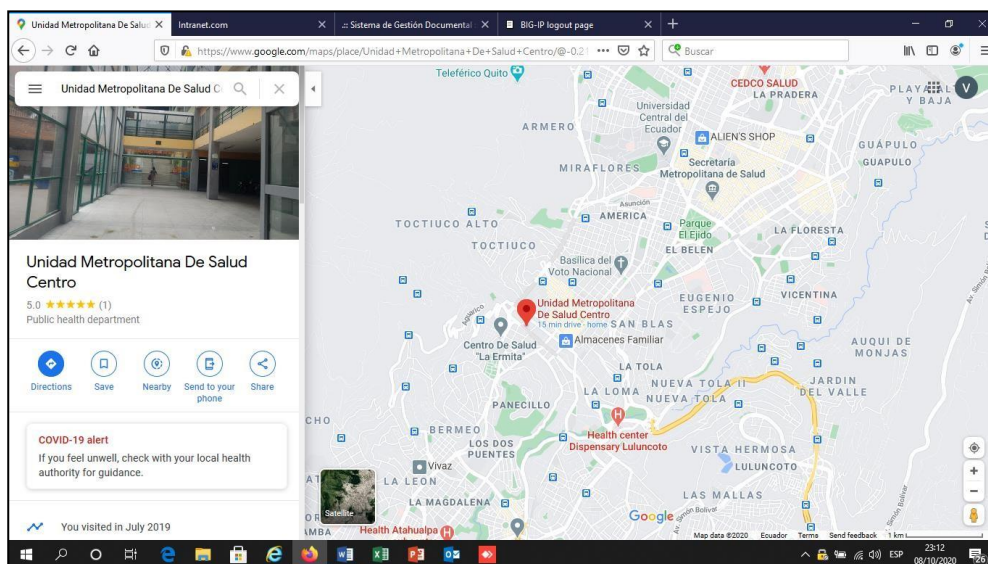 Unidad Metropolitana De Salu
Intranet.com
.:: Sistema de Gestión Documental
BIG-IP logout page
https://www.google.com/maps/place/Unidad+Metropolitana+De+Salud+Centro/@-0.21
Buscar
Unidad Metropolitana De Salud C
Unidad Metropolitana De Salud
Centro
5.0 ★★★★★ (1)
Public health department
Directions
Save
Nearby
Send to your
phone
Share
COVID-19 alert
If you feel unwell, check with your local health
authority for guidance.
You visited in July 2019
Teleférico Quito
CEDCO SALUD
LA PRADERA
V
Universidad
Central del
Ecuador
ARMERO
ALIEN'S SHOP
GUÁPULO
GUAPULO
MIRAFLORES
Secretaría
Metropolitana de Salud
Asunción
AMERICA
TOCTIUCO ALTO
Parque
El Ejido
LA FLORESTA
TOCTIUCO
EL BELEN
Basílica del
Voto Nacional
VICENTINA
EUGENIO
ESPEJO
Unidad Metropolitana
De Salud Centro
15 min drive - home
SAN BLAS
Almacenes Familiar
Centro De Salud
"La Ermita"
AUQUI DE
MONJAS
LA TOLA
LA LOMA
NUEVA TOLA II
NUEVA TOLA
JARDIN
DEL VALLE
PANECILLO
BERMEO
LOS DOS
PUENTES
Health center
Dispensary Luluncoto
VISTA HERMOSA
LULUNCOTO
Vivaz
LA LEON
LA MAGDALENA
LAS MALLAS
Av. Simón Bolívar
Satellite
Google
Health Atahualpa
Map data ©2020
Ecuador
Terms
Send feedback
1 km
W
X
P
ESP
23:12
08/10/2020
26